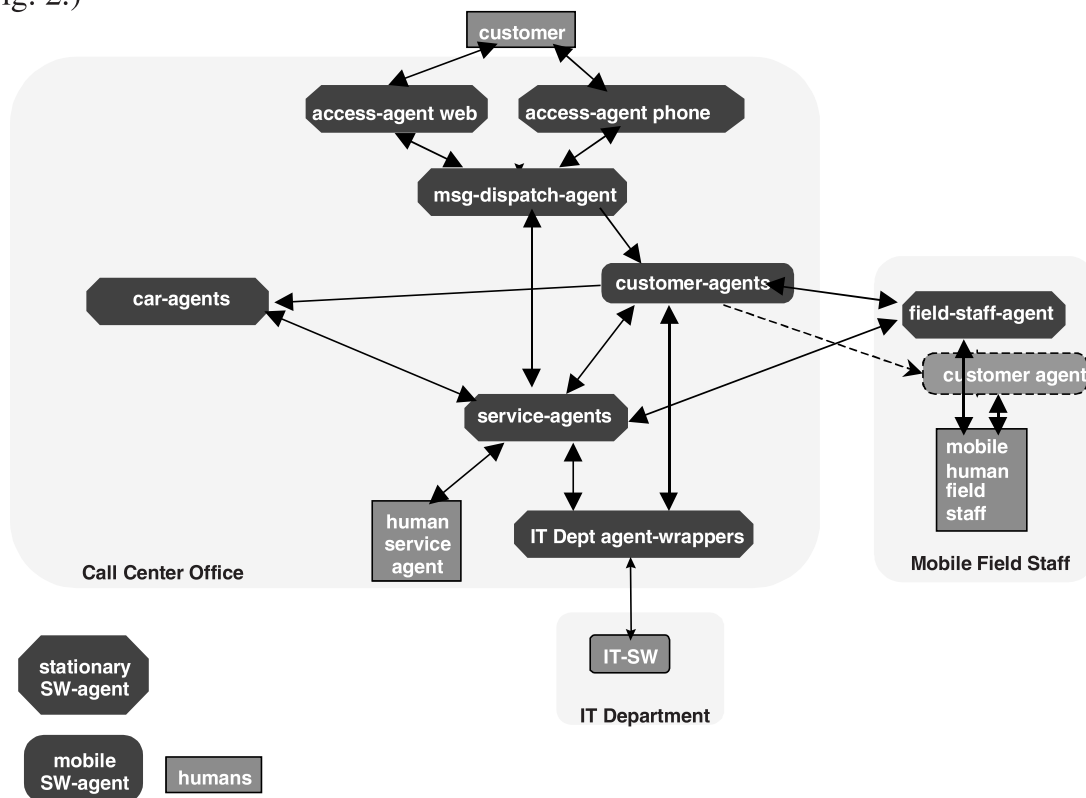 ig. 2.)
customer
access-agent web
access-agent phone
msg-dispatch-agent
customer-agents
car-agents
field-staff-agent
customer agent
service-agents
mobile
human
field
staff
human
service
agent
IT Dept agent-wrappers
Call Center Office
Mobile Field Staff
IT-SW
IT Department
stationary
SW-agent
mobile
SW-agent
humans